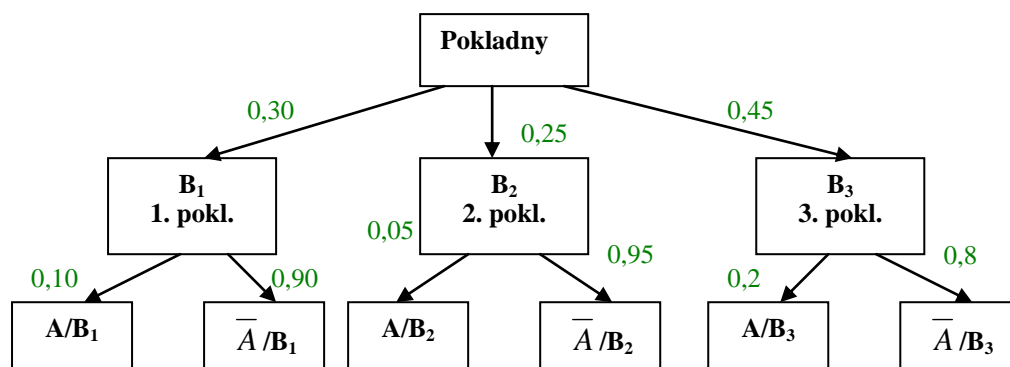 Pokladny
0,30
0,45
0,25
B₁
1. pokl.
B₂
2. pokl.
B₃
3. pokl.
0,05
0,10
0,90
0,95
0,2
0,8
A/B₁
A̅ /B₁
A/B₂
A̅ /B₂
A/B₃
A̅ /B₃